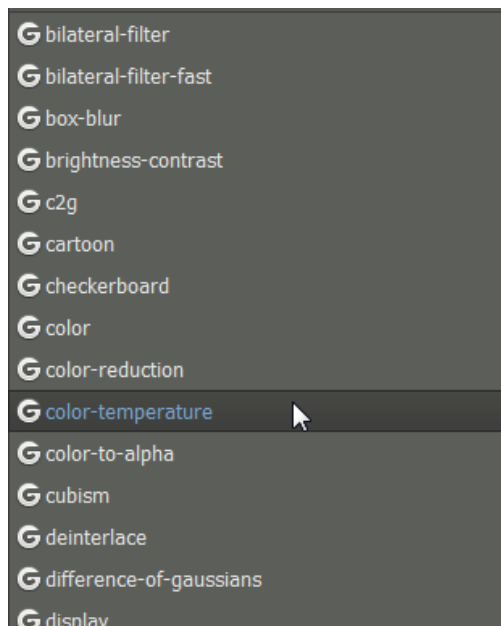 bilateral-filter
bilateral-filter-fast
box-blur
brightness-contrast
c2g
cartoon
checkerboard
color
color-reduction
color-temperature
color-to-alpha
cubism
deinterlace
difference-of-gaussians
display